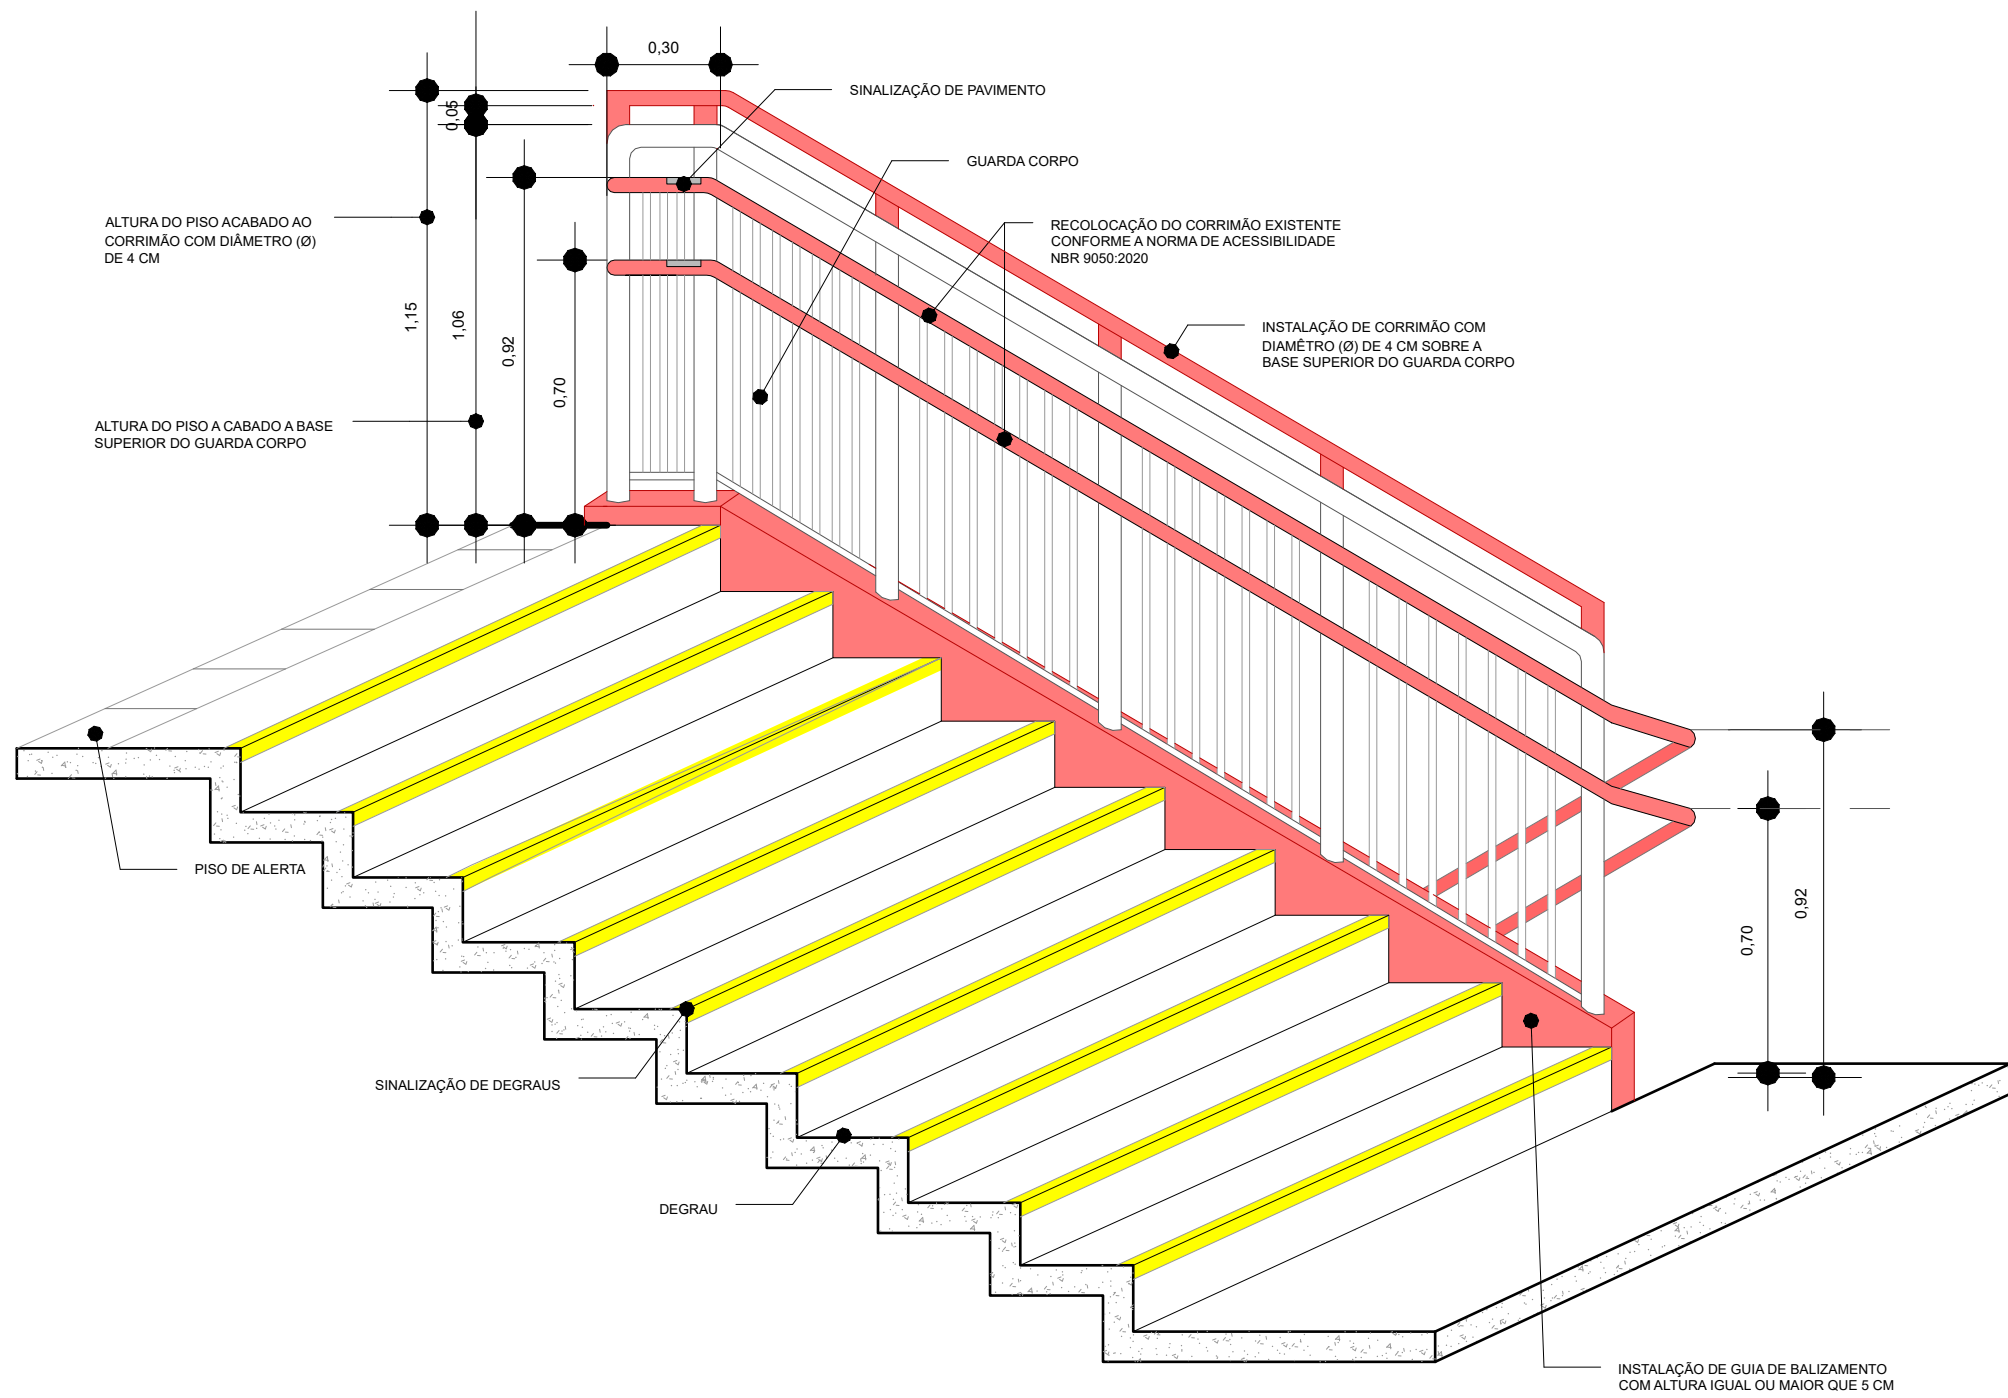 0,30
SINALIZAÇÃO DE PAVIMENTO
0,05
GUARDA CORPO
ALTURA DO PISO ACABADO AO
CORRIMÃO COM DIÂMETRO (Ø)
DE 4 CM
RECOLOCAÇÃO DO CORRIMÃO EXISTENTE
CONFORME A NORMA DE ACESSIBILIDADE
NBR 9050:2020
1,15
1,06
0,92
0,70
INSTALAÇÃO DE CORRIMÃO COM
DIAMÊTRO (Ø) DE 4 CM SOBRE A
BASE SUPERIOR DO GUARDA CORPO
ALTURA DO PISO A CABADO A BASE
SUPERIOR DO GUARDA CORPO
PISO DE ALERTA
0,92
0,70
SINALIZAÇÃO DE DEGRAUS
DEGRAU
INSTALAÇÃO DE GUIA DE BALIZAMENTO
COM ALTURA IGUAL OU MAIOR QUE 5 CM